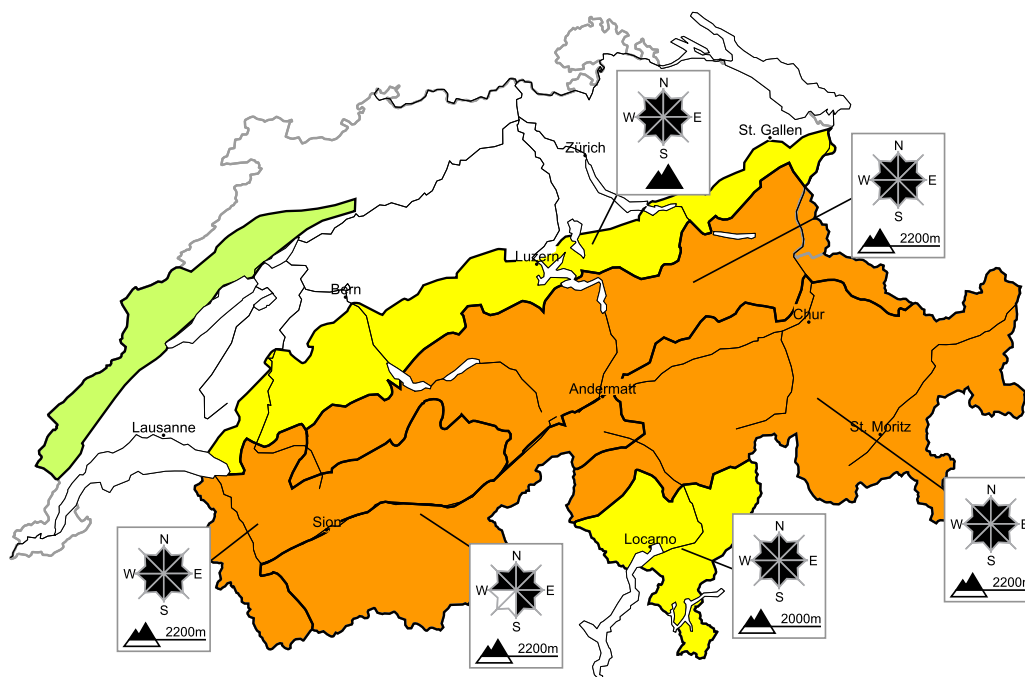 N
W E
S
St. Gallen
Zürich
N
W E
S
2200m
Luzern
Bern
Chur
Andermatt
Lausanne
St. Moritz
N
W E
S
2200m
Sion
Locarno
N
W E
S
2200m
N
W E
S
2200m
N
W E
S
2000m